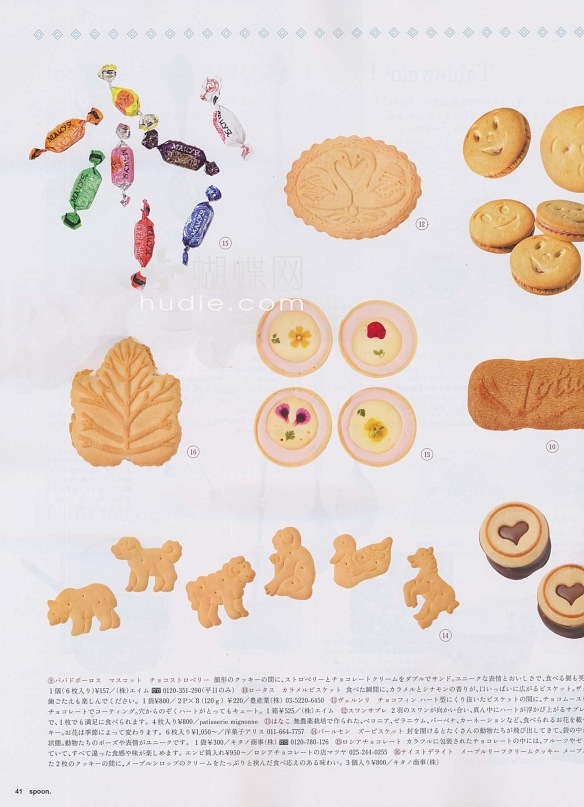 15
12
蝴蝶网
hudie.com
16
13
Lotus
10
14
⑨パパドポーロス マスコット チョコストロベリー 顔形のクッキーの間に、ストロベリーとチョコレートクリームをダブルでサンド。ユニークな表情とおいしさで、食べる側も笑
1個(6枚入り)¥157/(株)エイム 0120-351-290(平日のみ) ⑩ロータス カラメルビスケット 食べた瞬間に、カラメルとシナモンの香りが、口いっぱいに広がるビスケット。
歯ごたえも楽しんでください。1袋¥800/2P×8(120g) ¥220/豊産業(株) 03-5220-6450 ⑪ヴェルンリ チョコフィン ハート型にくり抜いたビスケットの間に、チョコムース
チョコレートでコーティング。穴からのぞくハートがとってもキュート。1箱¥525/(株)エイム ⑫スワンサブレ 2羽のスワンが向かい合い、真ん中にハートが浮かび上がるサブレ
で、1枚でも満足に食べられます。4枚入り¥800/patisserie mignonne ⑬はなこ 無農薬栽培で作られた、ベゴニア、ゼラニウム、バーベナ、カーネーションなど、食べられるお花を載
キー。お花は季節によって変わります。6枚入り¥1,050〜/洋菓子アリス 011-664-7757 ⑭バールセン ズービスケット 封を開けるとたくさんの動物たちが飛び出してきて、袋の中
状態。動物たちのポーズや表情がユニークです。1袋¥300/キタノ商事(株) 0120-780-126 ⑮ロシアチョコレート カラフルに包装されたチョコレートの中には、フルーツやゼ
ていて、すべて違った食感や味が楽しめます。エンビ筒入れ¥950〜/ロシアチョコレートの店マツヤ 025-244-0255 ⑯テイストデライト メープルリーフクリームクッキー メープ
た2枚のクッキーの間に、メープルシロップのクリームをたっぷりと挟んだ食べ応えのある味わい。3個入り¥800/キタノ商事(株)
41 spoon.